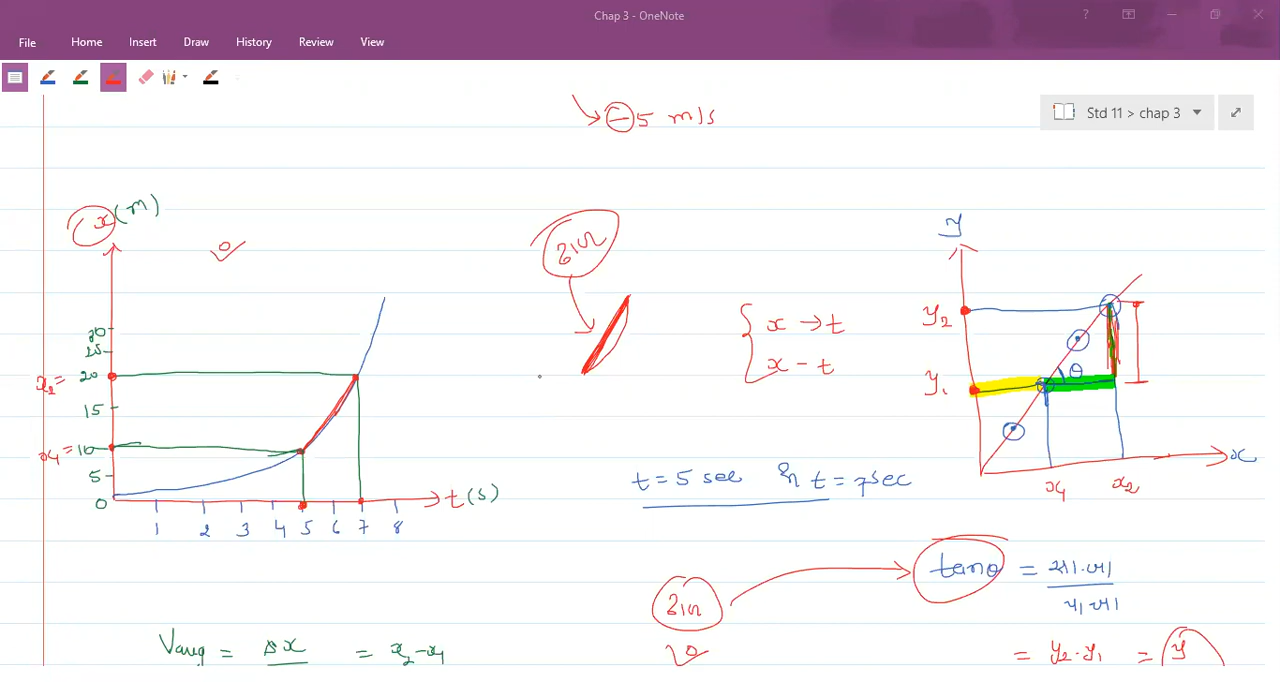 Chap 3 - OneNote
File Home Insert Draw History Review View
Std 11 > chap 3
-5 m/s
x (m)
ઢાળ
Y
30
25
x₂ = 20
15
x₁ = 10
5
0
1 2 3 4 5 6 7 8
t (s)
x → t
x - t
Y₂
Y₁
θ
x₁ x₂
x
t = 5 sec થી t = 7 sec
ઢાળ
tanθ = સા.બા / પા.બા
= y₂ - y₁ = y
Vavg = Δx = x₂ - x₁